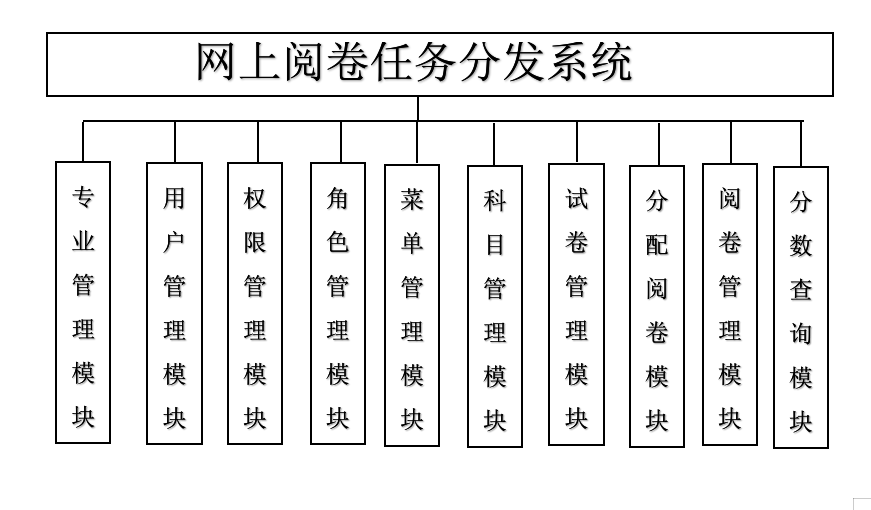 网上阅卷任务分发系统
专业管理模块
用户管理模块
权限管理模块
角色管理模块
菜单管理模块
科目管理模块
试卷管理模块
分配阅卷模块
阅卷管理模块
分数查询模块